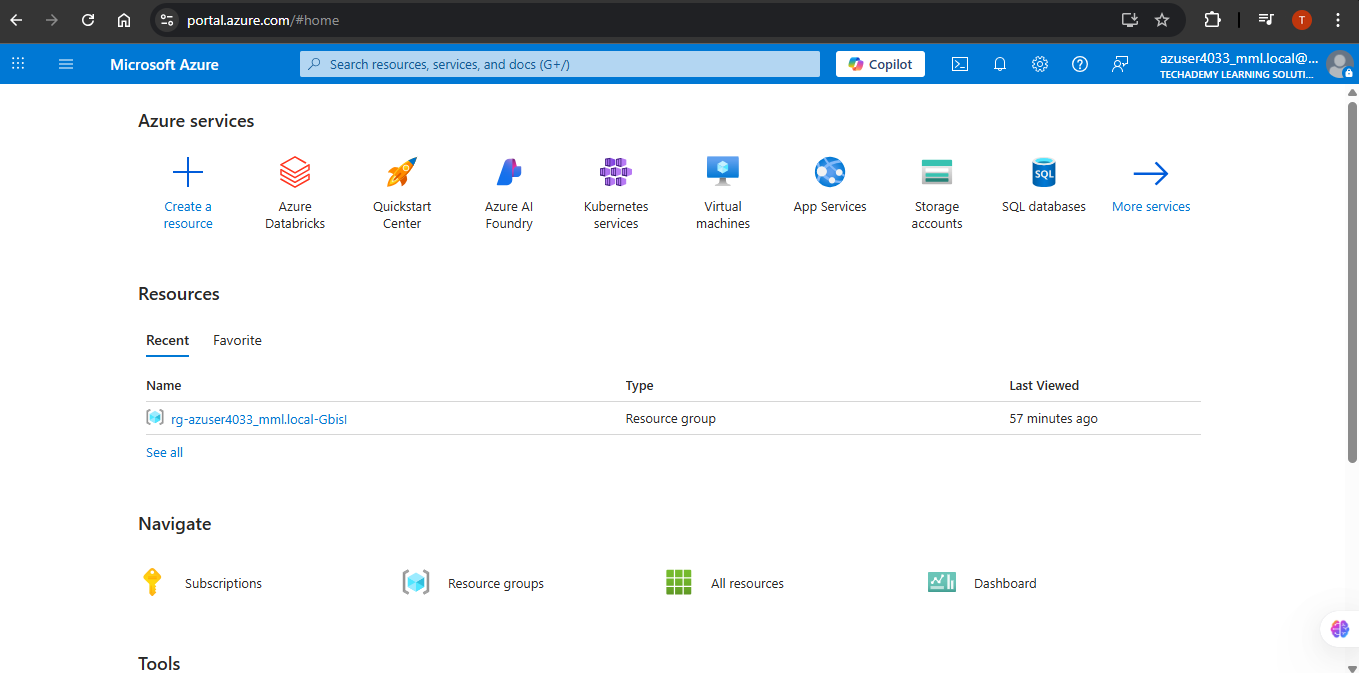 portal.azure.com/#home
T
Microsoft Azure
Search resources, services, and docs (G+/)
Copilot
azuser4033_mml.local@...
TECHADEMY LEARNING SOLUTI...
Azure services
Create a
resource
Azure
Databricks
Quickstart
Center
Azure AI
Foundry
Kubernetes
services
Virtual
machines
App Services
Storage
accounts
SQL
SQL databases
More services
Resources
Recent
Favorite
Name
Type
Last Viewed
rg-azuser4033_mml.local-GbisI
Resource group
57 minutes ago
See all
Navigate
Subscriptions
Resource groups
All resources
Dashboard
Tools